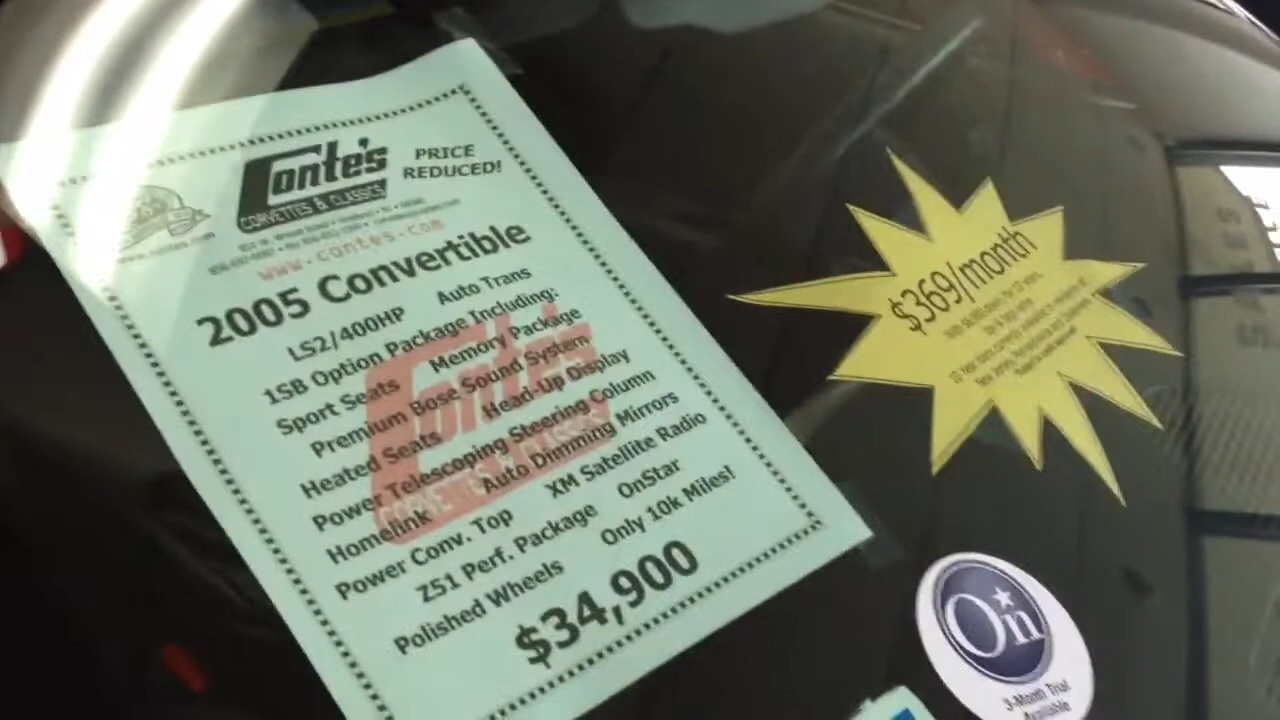 Conte's
CORVETTES & CLASSICS
PRICE
REDUCED!
www.contes.com
2005 Convertible
LS2/400HP Auto Trans
1SB Option Package Including:
Sport Seats Memory Package
Premium Bose Sound System
Heated Seats Head-Up Display
Power Telescoping Steering Column
Homelink Auto Dimming Mirrors
Power Conv. Top XM Satellite Radio
Z51 Perf. Package OnStar
Polished Wheels Only 10k Miles!
$34,900
Conte's
$369/month
On
3-Month Trial
Available